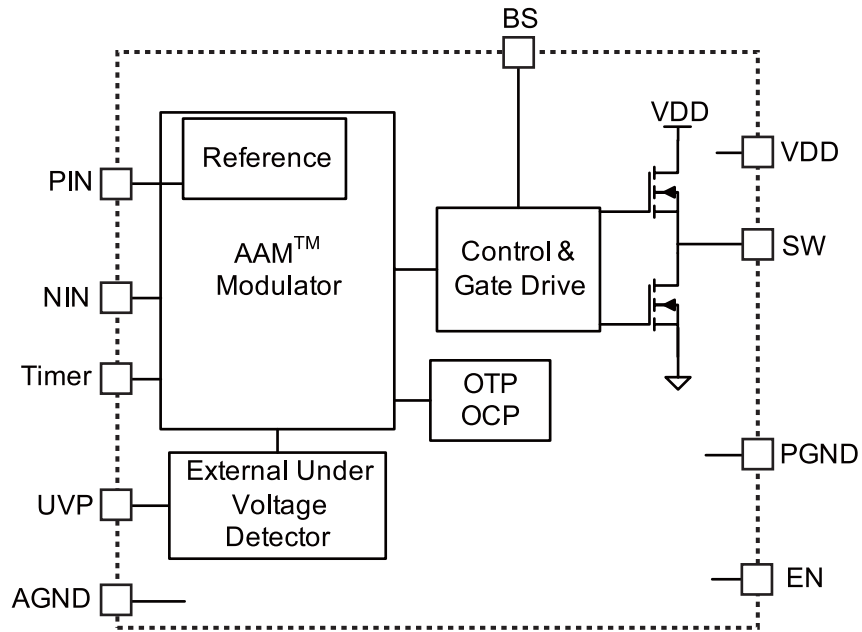 BS
VDD
Reference
VDD
PIN
AAM™
Modulator
Control &
Gate Drive
SW
NIN
Timer
OTP
OCP
PGND
External Under
Voltage
Detector
UVP
EN
AGND